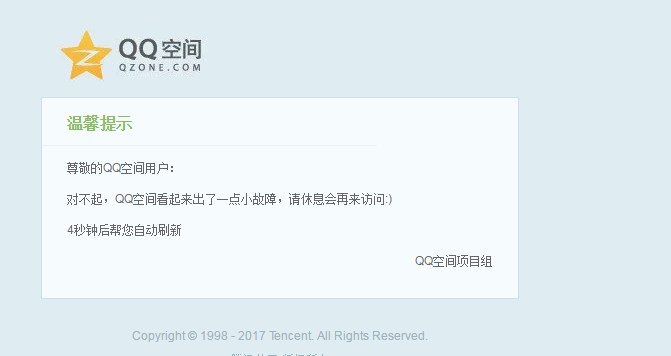 QQ空间
QZONE.COM
温馨提示
尊敬的QQ空间用户：
对不起，QQ空间看起来出了一点小故障，请休息会再来访问:)
4秒钟后帮您自动刷新
QQ空间项目组
Copyright © 1998 - 2017 Tencent. All Rights Reserved.